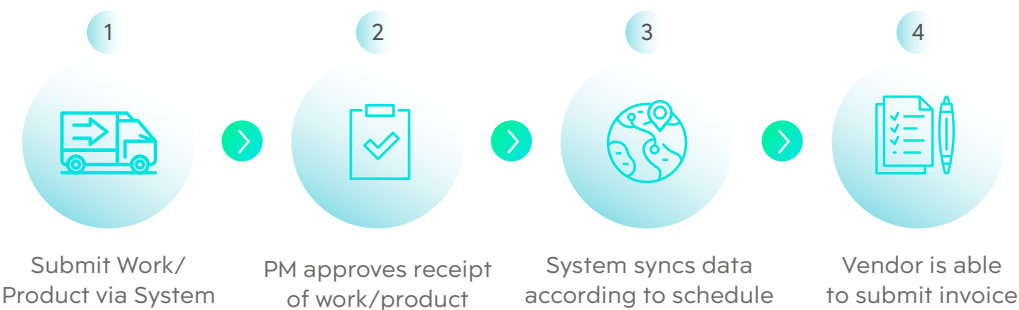 1
2
3
4
Submit Work/
Product via System
PM approves receipt
of work/product
System syncs data
according to schedule
Vendor is able
to submit invoice